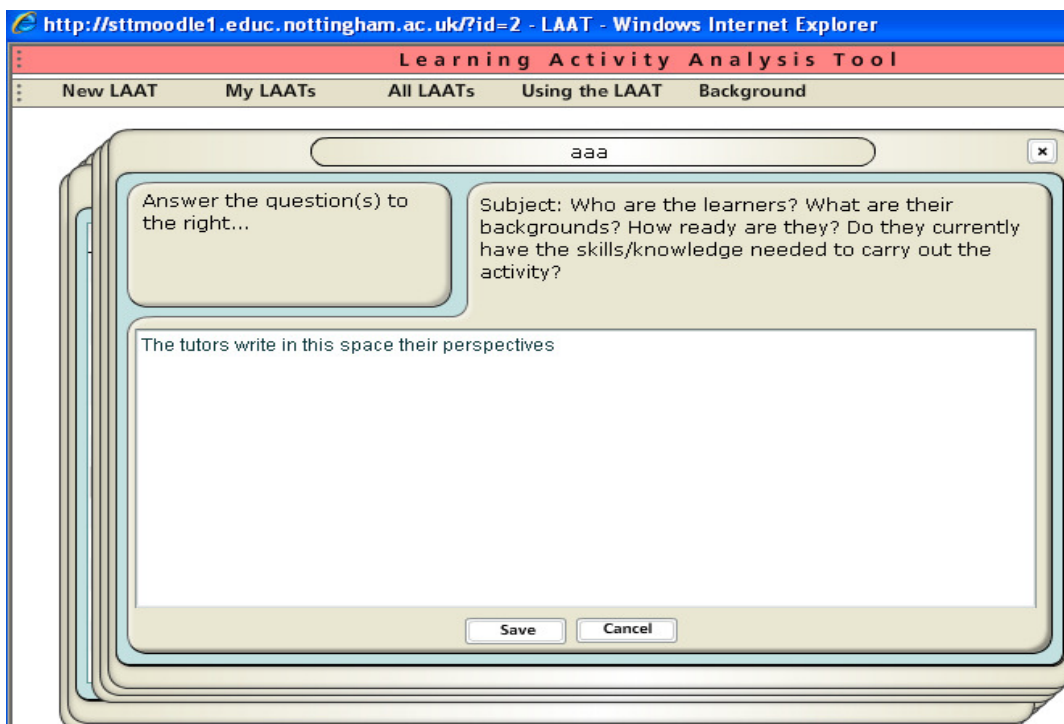 http://sttmoodle1.educ.nottingham.ac.uk/?id=2 - LAAT - Windows Internet Explorer
Learning Activity Analysis Tool
New LAAT My LAATs All LAATs Using the LAAT Background
aaa
x
Answer the question(s) to
the right...
Subject: Who are the learners? What are their
backgrounds? How ready are they? Do they currently
have the skills/knowledge needed to carry out the
activity?
The tutors write in this space their perspectives
Save Cancel